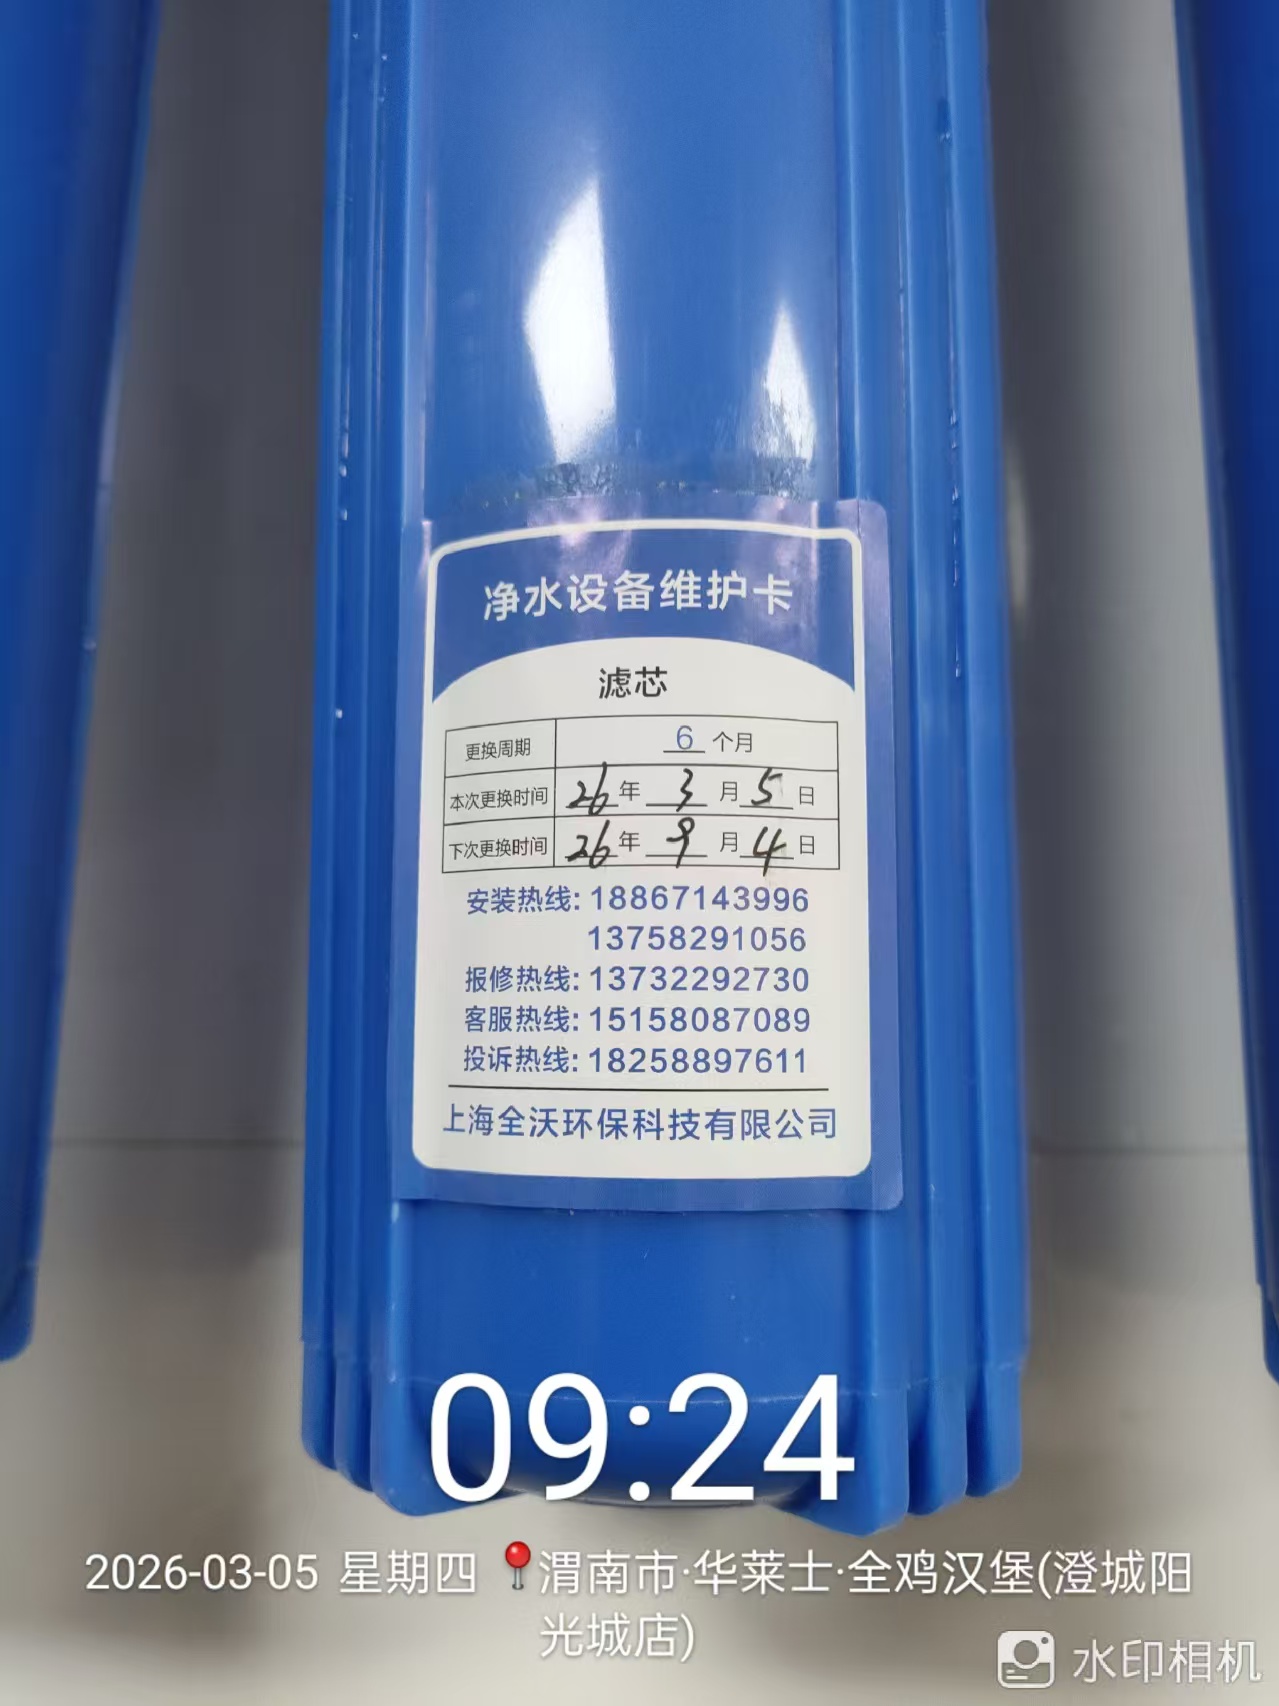 净水设备维护卡
滤芯
更换周期 6 个月
本次更换时间 26 年 3 月 5 日
下次更换时间 26 年 9 月 4 日
安装热线: 18867143996
13758291056
报修热线: 13732292730
客服热线: 15158087089
投诉热线: 18258897611
上海全沃环保科技有限公司
09:24
2026-03-05 星期四 渭南市·华莱士·全鸡汉堡(澄城阳
光城店)
水印相机